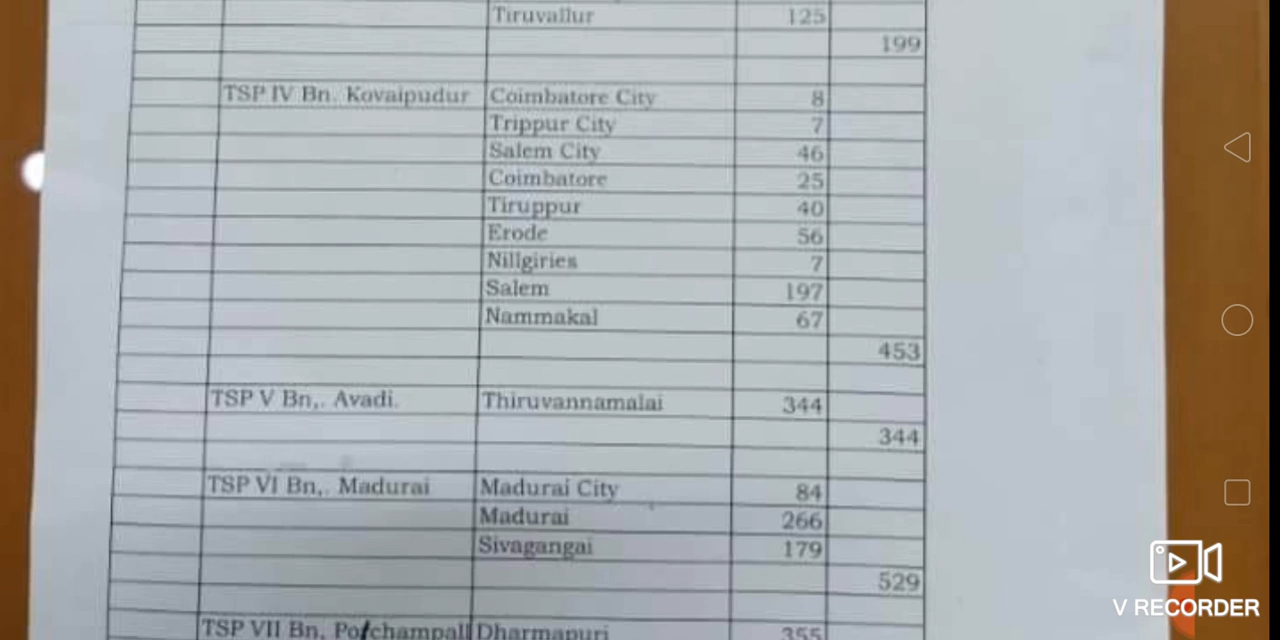 Tiruvallur 125
199
TSP IV Bn. Kovaipudur Coimbatore City 8
Trippur City 7
Salem City 46
Coimbatore 25
Tiruppur 40
Erode 56
Nillgiries 7
Salem 197
Nammakal 67
453
TSP V Bn,. Avadi. Thiruvannamalai 344
344
TSP VI Bn,. Madurai Madurai City 84
Madurai 266
Sivagangai 179
529
TSP VII Bn, Dharmapuri 355
V RECORDER